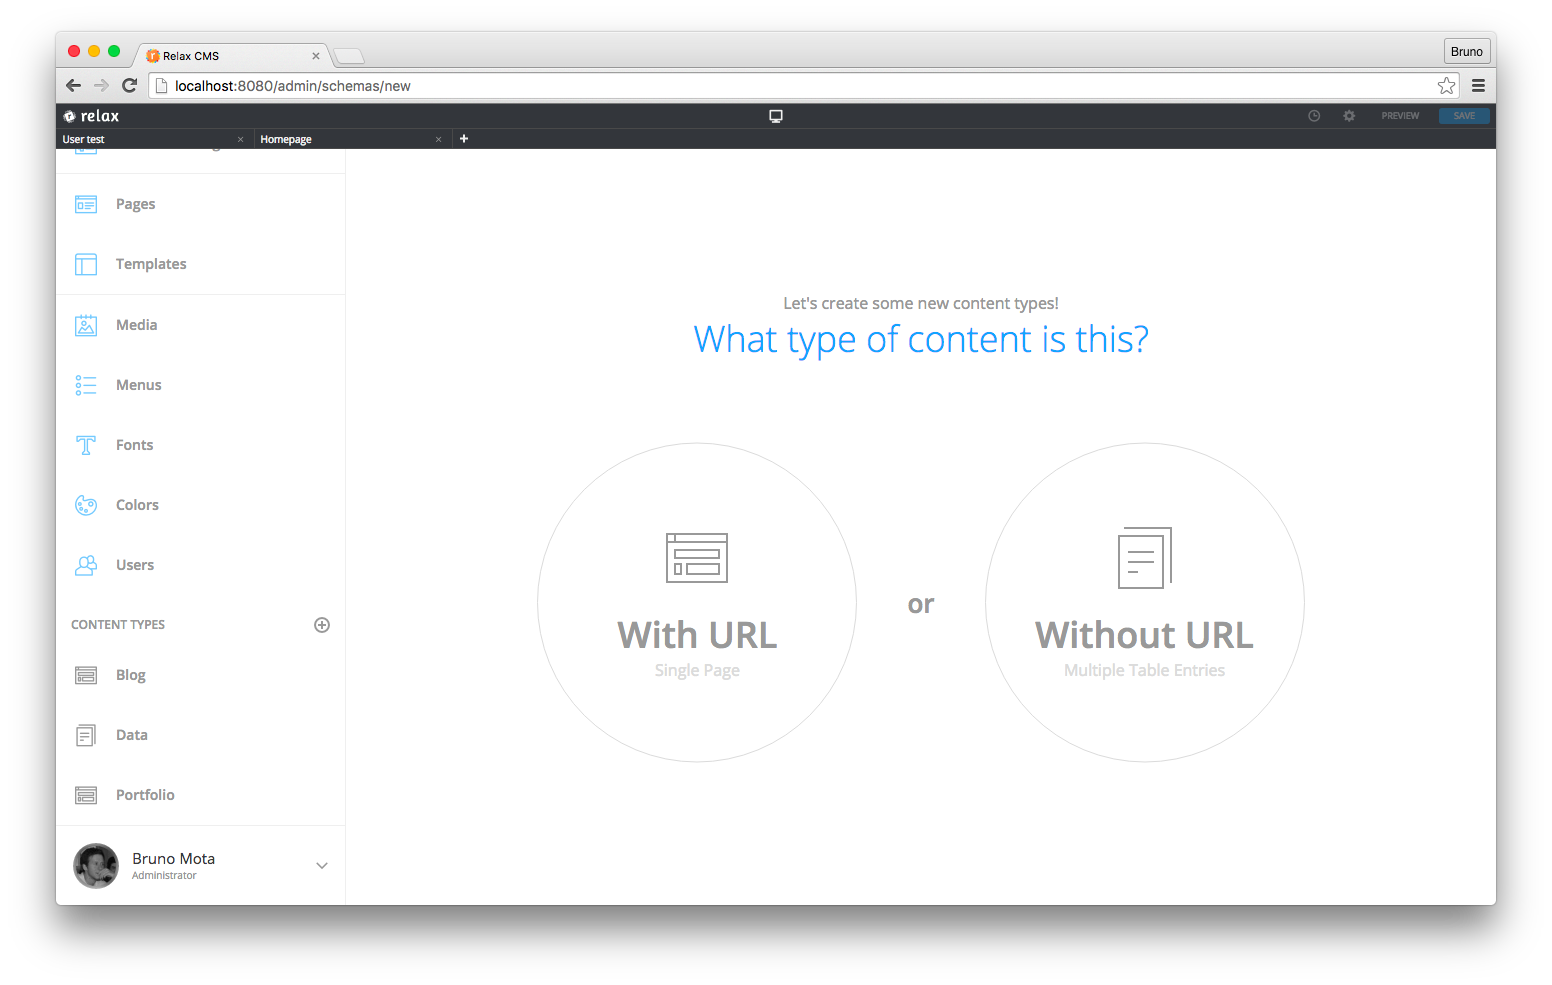 Relax CMS
Bruno
localhost:8080/admin/schemas/new
relax
PREVIEW
SAVE
User test
Homepage
Pages
Templates
Media
Menus
Fonts
Colors
Users
CONTENT TYPES
Blog
Data
Portfolio
Bruno Mota
Administrator
Let's create some new content types!
What type of content is this?
With URL
Single Page
or
Without URL
Multiple Table Entries